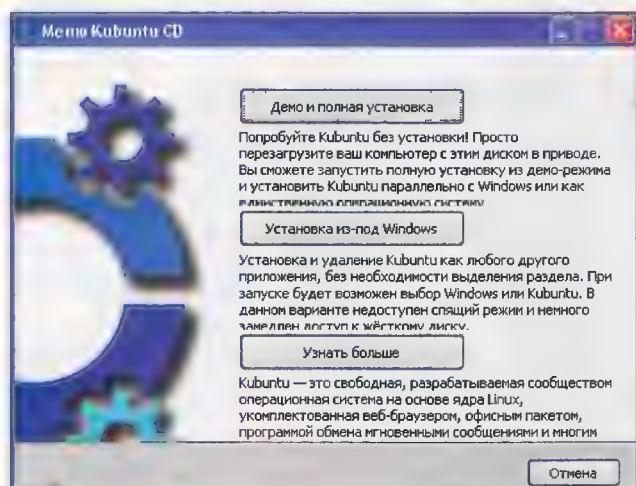 Меню Kubuntu CD
Демо и полная установка
Попробуйте Kubuntu без установки! Просто
перезагрузите ваш компьютер с этим диском в приводе.
Вы сможете запустить полную установку из демо-режима
и установить Kubuntu параллельно с Windows или как
единственную операционную систему
Установка из-под Windows
Установка и удаление Kubuntu как любого другого
приложения, без необходимости выделения раздела. При
запуске будет возможен выбор Windows или Kubuntu. В
данном варианте недоступен спящий режим и немного
замедлен доступ к жёсткому диску.
Узнать больше
Kubuntu — это свободная, разрабатываемая сообществом
операционная система на основе ядра Linux,
укомплектованная веб-браузером, офисным пакетом,
программой обмена мгновенными сообщениями и многим
Отмена